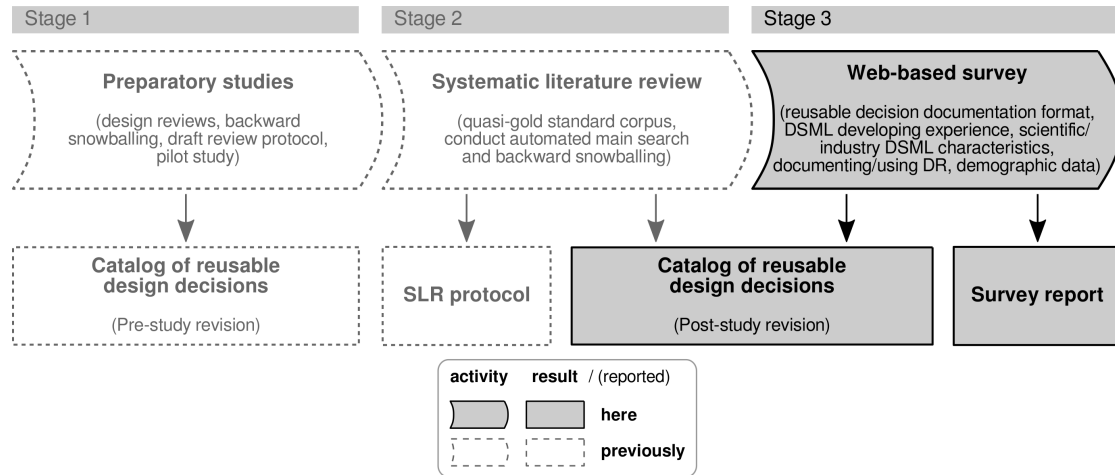 Stage 1
Stage 2
Stage 3
Preparatory studies
(design reviews, backward
snowballing, draft review protocol,
pilot study)
Systematic literature review
(quasi-gold standard corpus,
conduct automated main search
and backward snowballing)
Web-based survey
(reusable decision documentation format,
DSML developing experience, scientific/
industry DSML characteristics,
documenting/using DR, demographic data)
Catalog of reusable
design decisions
(Pre-study revision)
SLR protocol
Catalog of reusable
design decisions
(Post-study revision)
Survey report
activity result / (reported)
here
previously